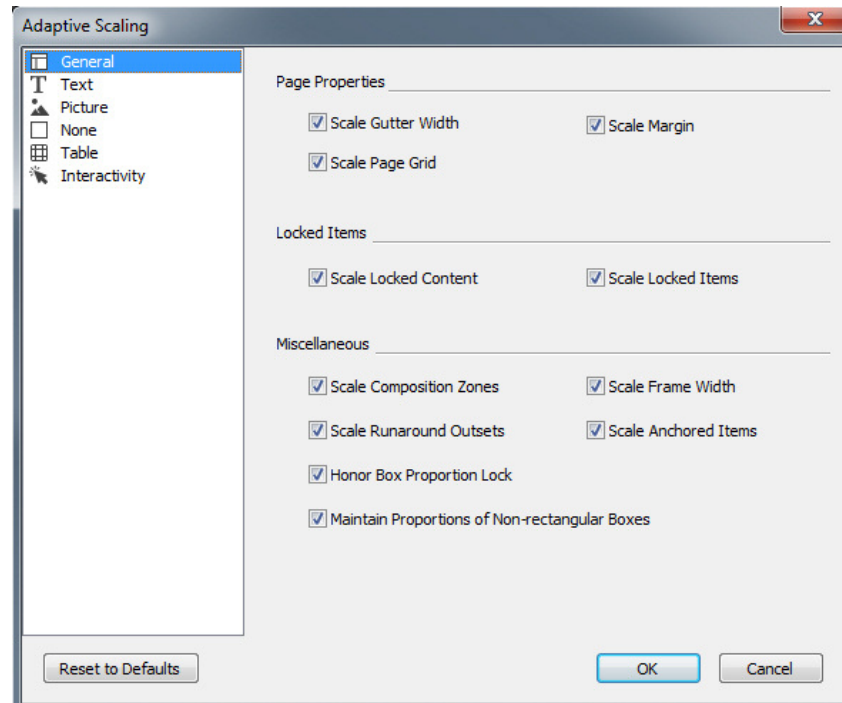 Adaptive Scaling
General
Text
Picture
None
Table
Interactivity
Page Properties
Scale Gutter Width
Scale Margin
Scale Page Grid
Locked Items
Scale Locked Content
Scale Locked Items
Miscellaneous
Scale Composition Zones
Scale Frame Width
Scale Runaround Outsets
Scale Anchored Items
Honor Box Proportion Lock
Maintain Proportions of Non-rectangular Boxes
Reset to Defaults
OK
Cancel